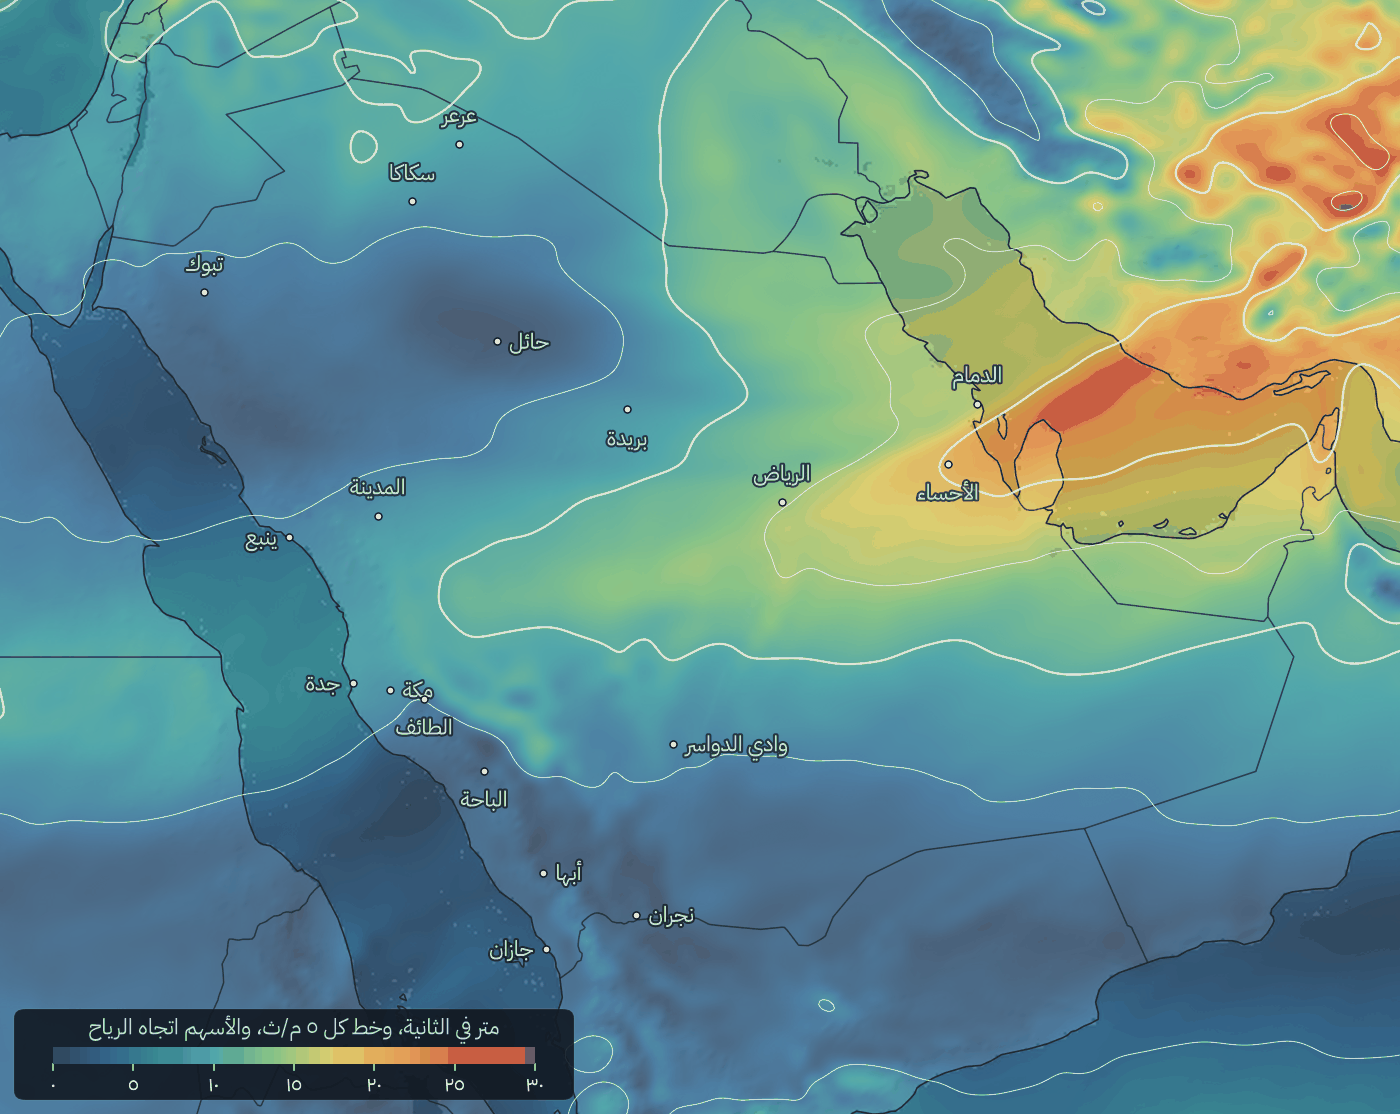 عرعر
سكاكا
تبوك
حائل
الدمام
بريدة
الرياض
الأحساء
المدينة
ينبع
جدة
مكة
الطائف
وادي الدواسر
الباحة
أبها
نجران
جازان
متر في الثانية، وخط كل ٥ م/ث، والأسهم اتجاه الرياح
٠ ٥ ١٠ ١٥ ٢٠ ٢٥ ٣٠